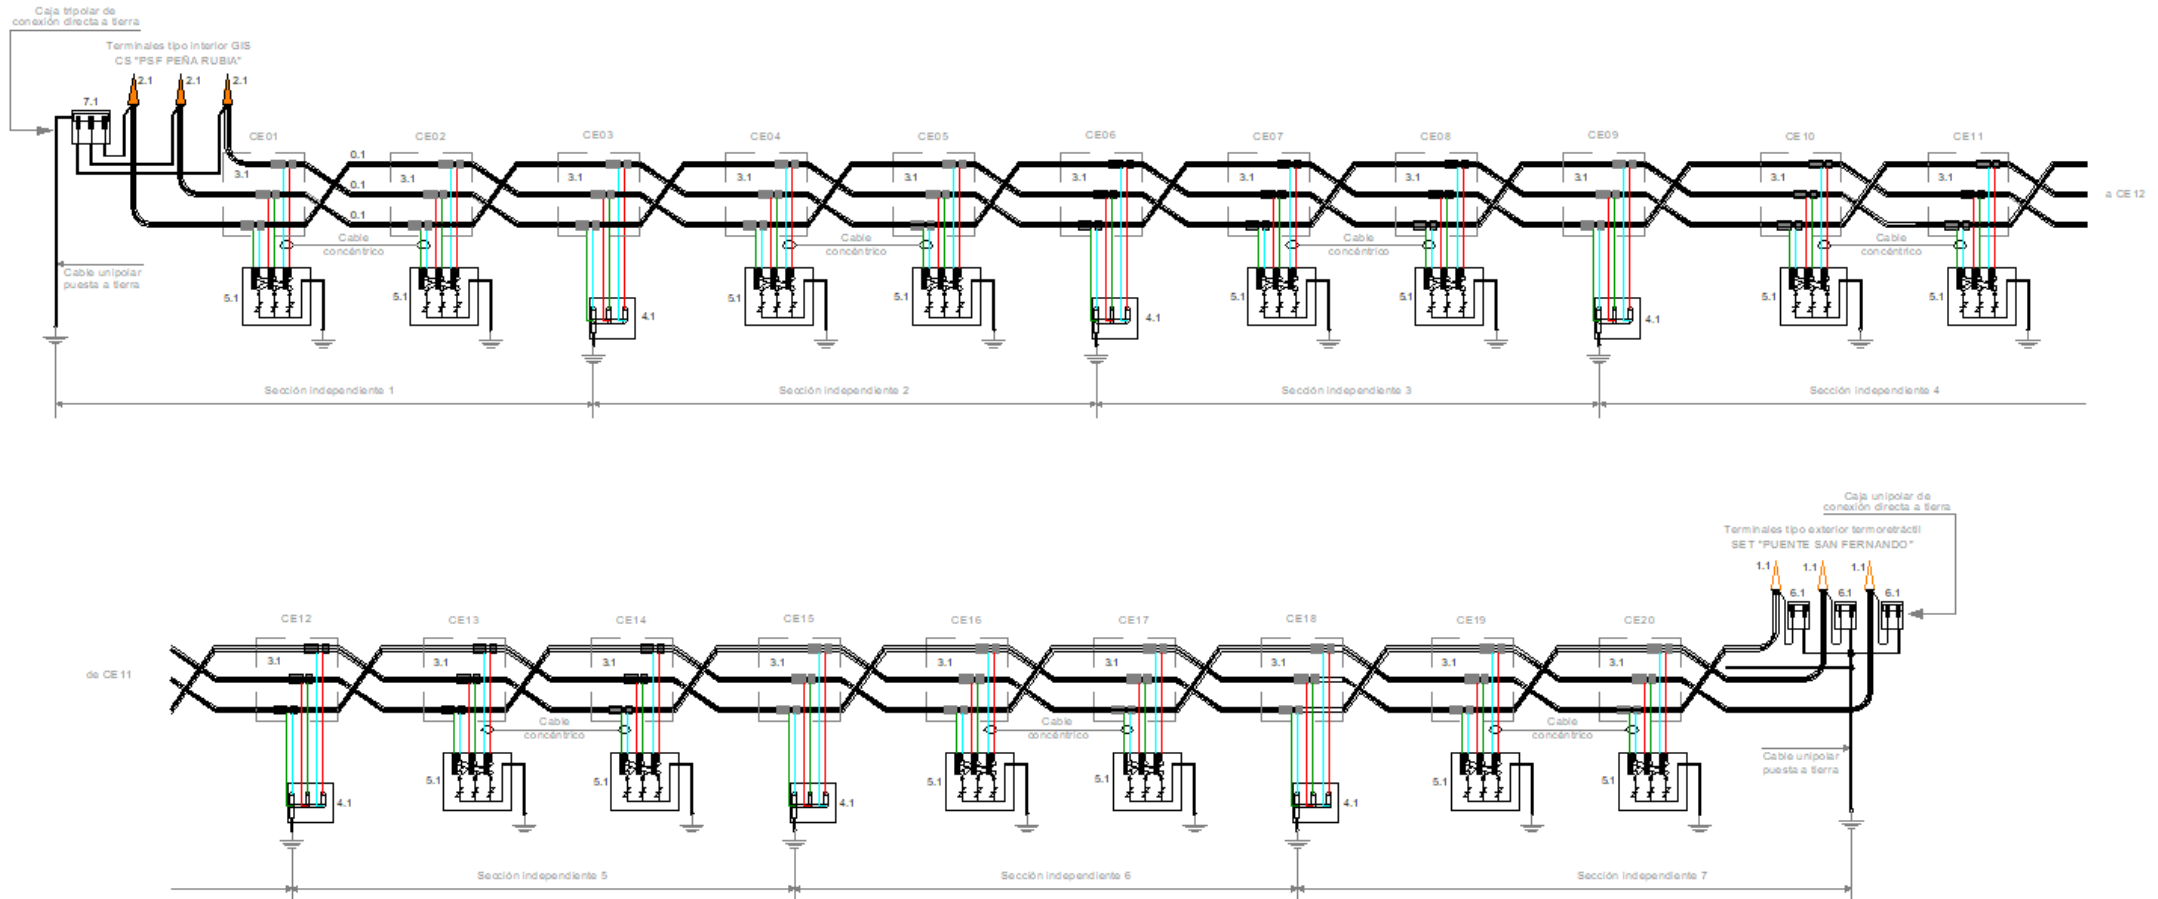 Caja tripolar de
conexión directa a tierra
Terminales tipo interior GIS
CS "PSF PEÑA RUBIA"
2.1 2.1 2.1
7.1
CE01 CE02 CE03 CE04 CE05 CE06 CE07 CE08 CE09 CE10 CE11
0.1
3.1 3.1 3.1 3.1 3.1 3.1 3.1 3.1 3.1 3.1 3.1
0.1
a CE12
0.1
Cable concéntrico
Cable concéntrico
Cable concéntrico
Cable concéntrico
Cable unipolar
puesta a tierra
5.1 5.1 4.1 5.1 5.1 4.1 5.1 5.1 4.1 5.1 5.1
Sección independiente 1
Sección independiente 2
Sección independiente 3
Sección independiente 4
Caja unipolar de
conexión directa a tierra
Terminales tipo exterior termoretráctil
SET "PUENTE SAN FERNANDO"
1.1 1.1 1.1
6.1 6.1 6.1
CE12 CE13 CE14 CE15 CE16 CE17 CE18 CE19 CE20
3.1 3.1 3.1 3.1 3.1 3.1 3.1 3.1 3.1
de CE11
Cable concéntrico
Cable concéntrico
Cable concéntrico
Cable unipolar
puesta a tierra
4.1 5.1 5.1 4.1 5.1 5.1 4.1 5.1 5.1
Sección independiente 5
Sección independiente 6
Sección independiente 7